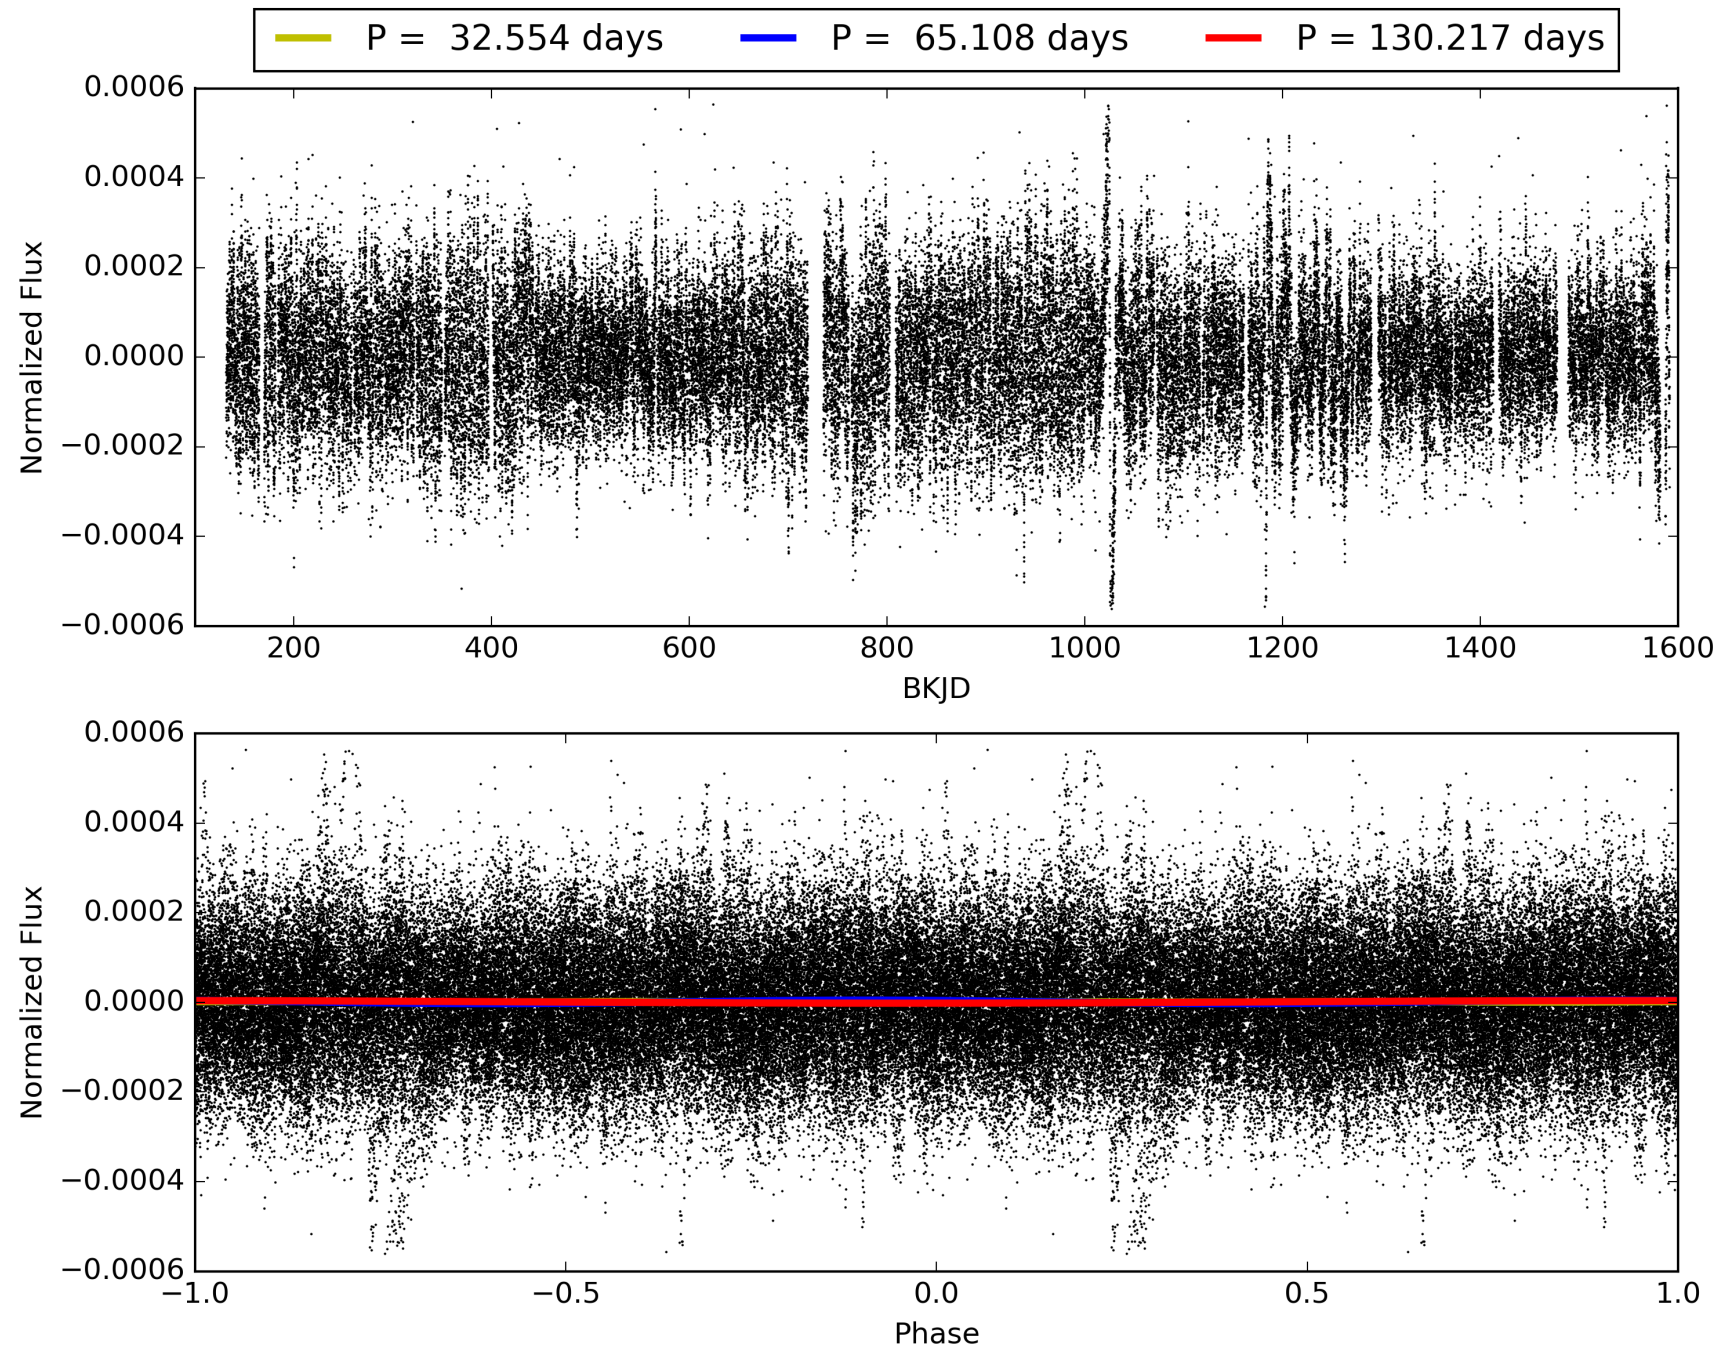 P = 32.554 days P = 65.108 days P = 130.217 days
0.0006
0.0004
0.0002
0.0000
−0.0002
−0.0004
−0.0006
Normalized Flux
200 400 600 800 1000 1200 1400 1600
BKJD
0.0006
0.0004
0.0002
0.0000
−0.0002
−0.0004
−0.0006
Normalized Flux
−1.0 −0.5 0.0 0.5 1.0
Phase